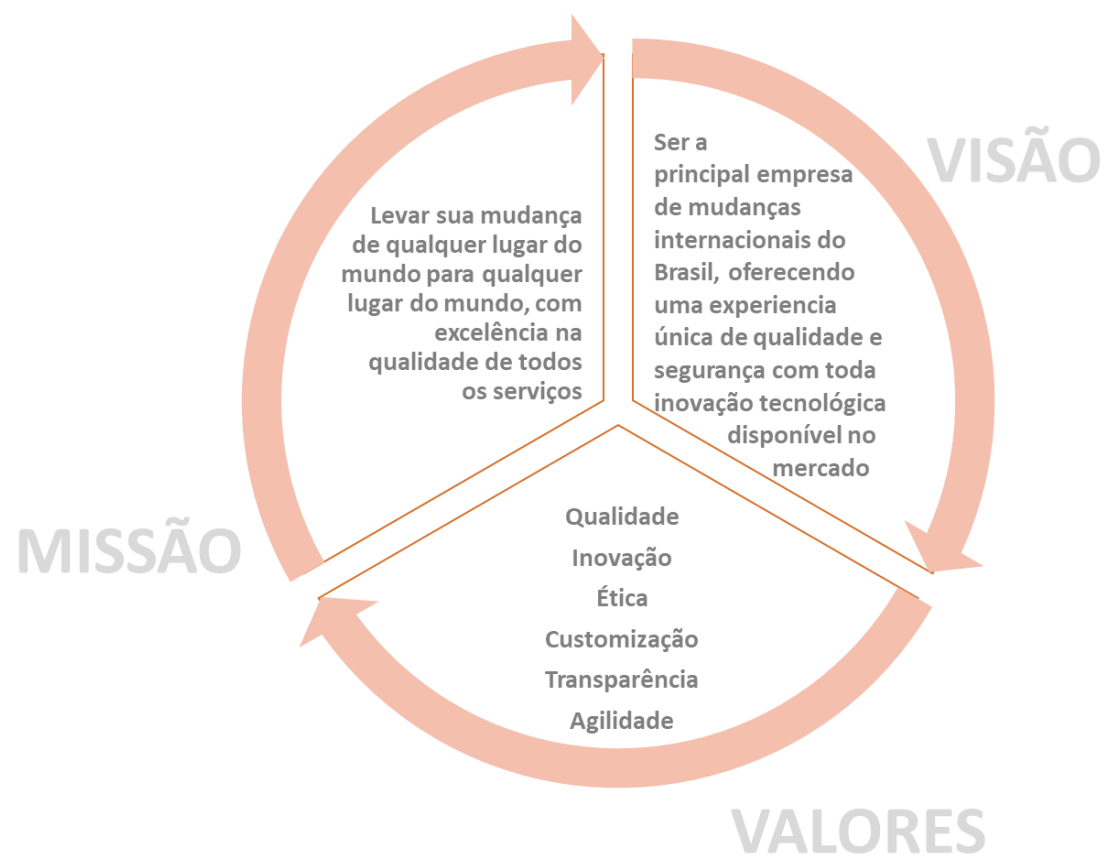 MISSÃO
Levar sua mudança
de qualquer lugar do
mundo para qualquer
lugar do mundo, com
excelência na
qualidade de todos
os serviços
VISÃO
Ser a
principal empresa
de mudanças
internacionais do
Brasil, oferecendo
uma experiencia
única de qualidade e
segurança com toda
inovação tecnológica
disponível no
mercado
VALORES
Qualidade
Inovação
Ética
Customização
Transparência
Agilidade